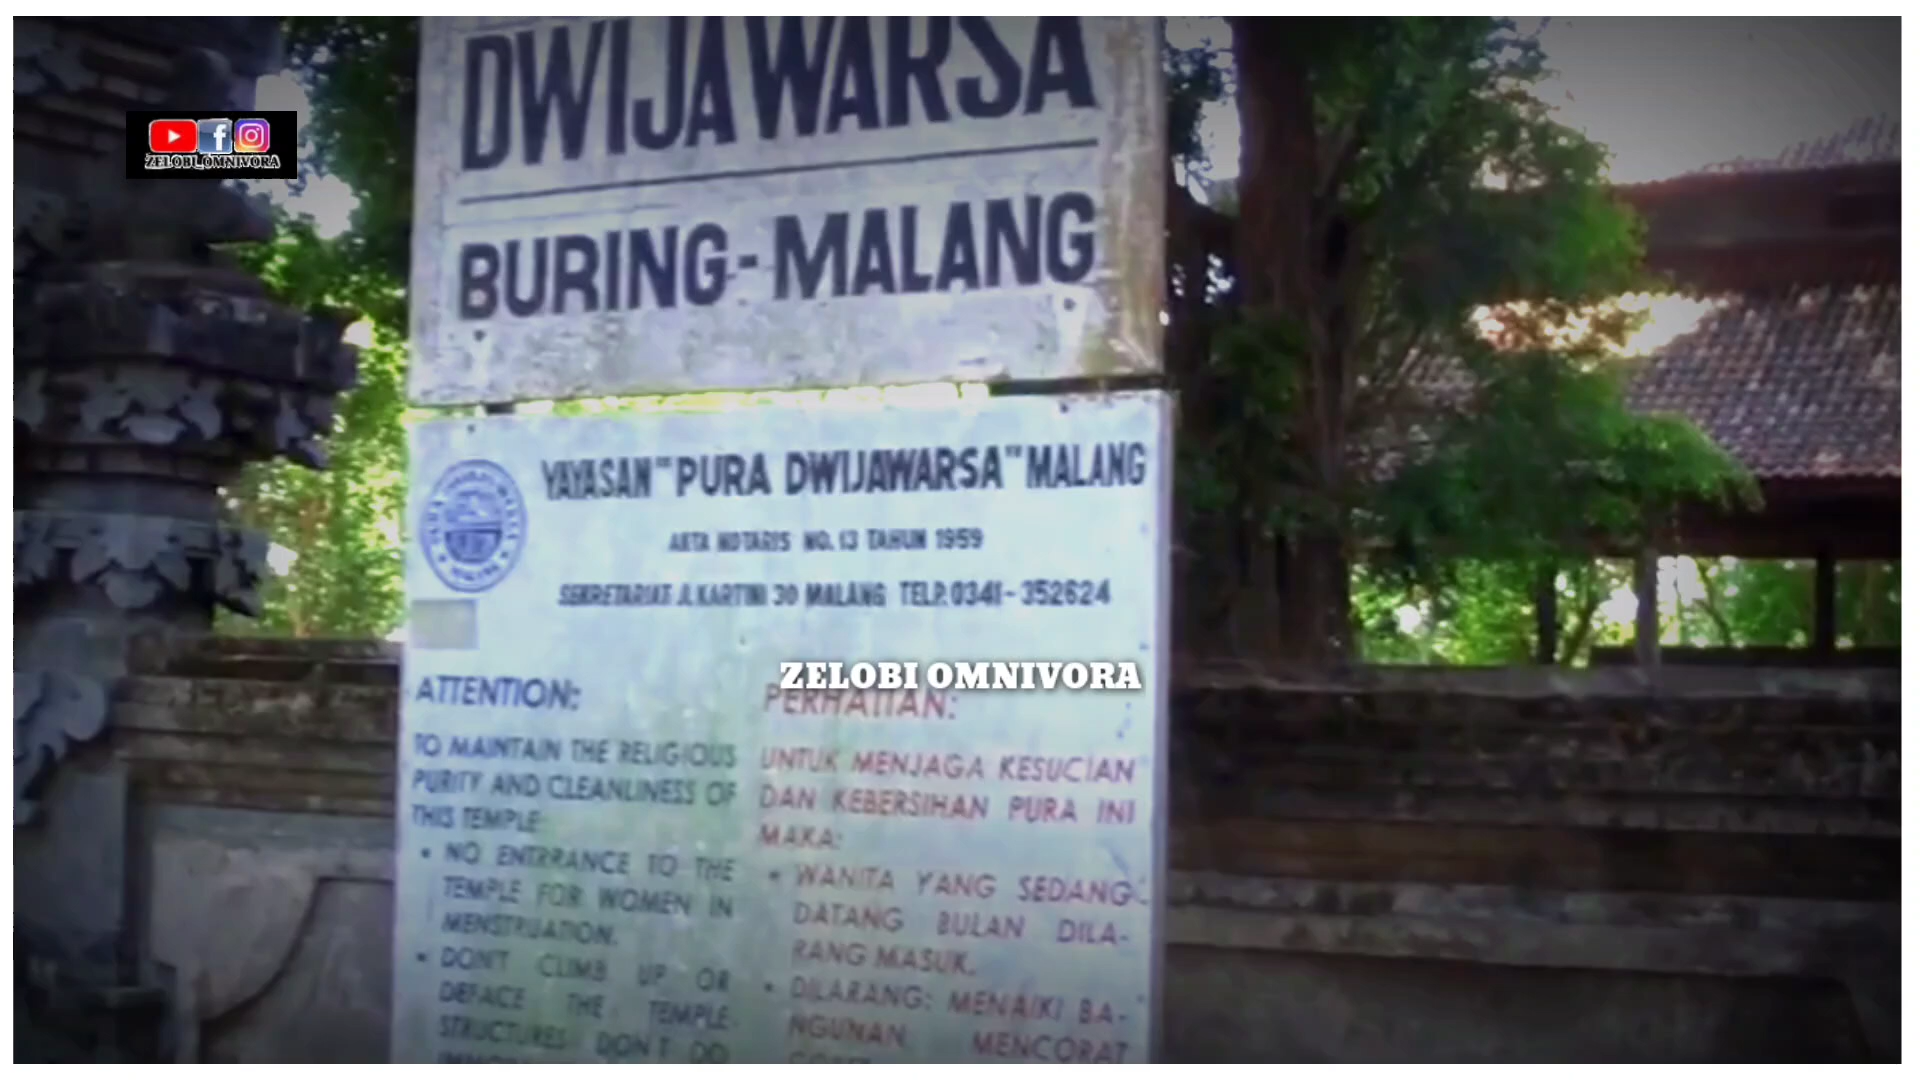 DWIJAWARSA
BURING-MALANG
ZELOBI OMNIVORA
YAYASAN "PURA DWIJAWARSA" MALANG
AKTA NOTARIS NO. 13 TAHUN 1959
SEKRETARIAT JL. KARTINI 30 MALANG TELP. 0341-352624
ZELOBI OMNIVORA
ATTENTION:
TO MAINTAIN THE RELIGIOUS
PURITY AND CLEANLINESS OF
THIS TEMPLE:
• NO ENTRRANCE TO THE
TEMPLE FOR WOMEN IN
MENSTRUATION.
• DON'T CLIMB UP OR
DEFACE THE TEMPLE
STRUCTURES DON'T DO
PERHATIAN:
UNTUK MENJAGA KESUCIAN
DAN KEBERSIHAN PURA INI
MAKA:
• WANITA YANG SEDANG
DATANG BULAN DILA-
RANG MASUK.
• DILARANG: MENAIKI BA-
NGUNAN MENCORAT